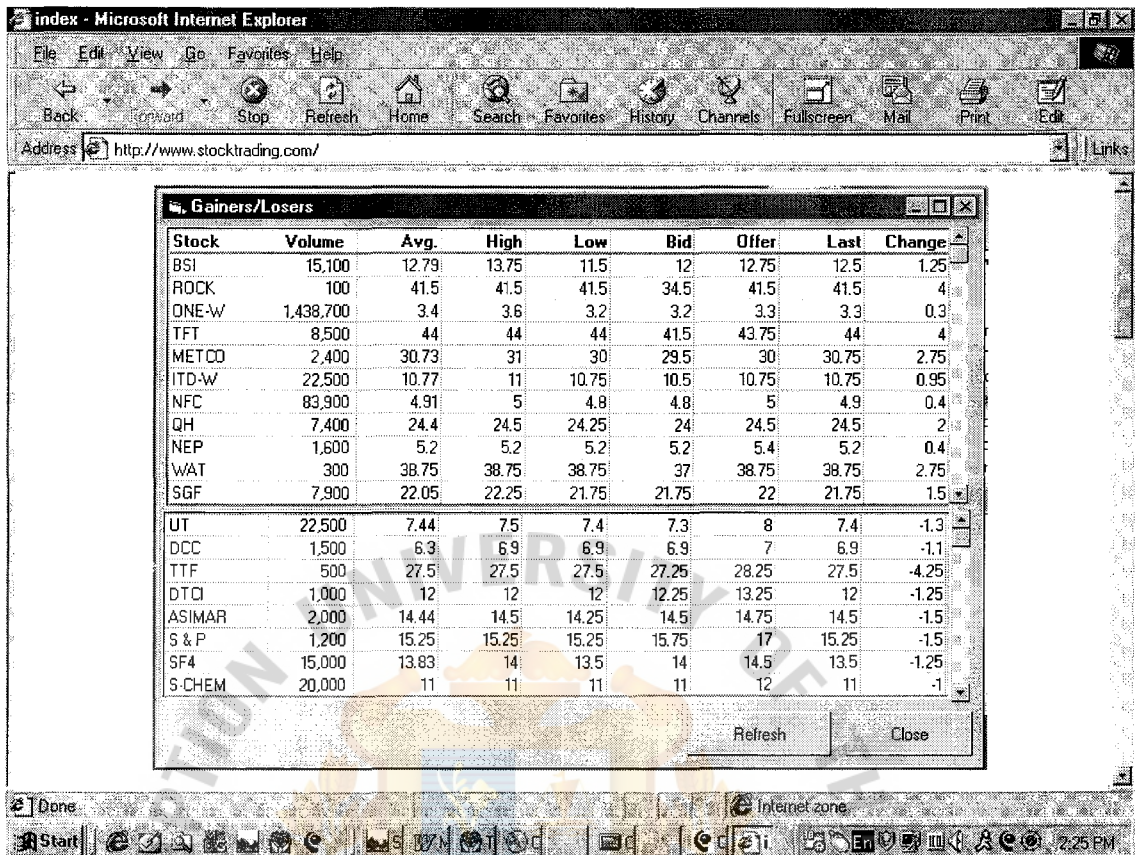 index - Microsoft Internet Explorer
File Edit View Go Favorites Help
Back Forward Stop Refresh Home Search Favorites History Channels Fullscreen Mail Print Edit
Address http://www.stocktrading.com/ Links
Gainers/Losers
Stock Volume Avg. High Low Bid Offer Last Change
BSI 15,100 12.79 13.75 11.5 12 12.75 12.5 1.25
ROCK 100 41.5 41.5 41.5 34.5 41.5 41.5 4
ONE-W 1,438,700 3.4 3.6 3.2 3.2 3.3 3.3 0.3
TFT 8,500 44 44 44 41.5 43.75 44 4
METCO 2,400 30.73 31 30 29.5 30 30.75 2.75
ITD-W 22,500 10.77 11 10.75 10.5 10.75 10.75 0.95
NFC 83,900 4.91 5 4.8 4.8 5 4.9 0.4
QH 7,400 24.4 24.5 24.25 24 24.5 24.5 2
NEP 1,600 5.2 5.2 5.2 5.2 5.4 5.2 0.4
WAT 300 38.75 38.75 38.75 37 38.75 38.75 2.75
SGF 7,900 22.05 22.25 21.75 21.75 22 21.75 1.5
UT 22,500 7.44 7.5 7.4 7.3 8 7.4 -1.3
DCC 1,500 6.3 6.9 6.9 6.9 7 6.9 -1.1
TTF 500 27.5 27.5 27.5 27.25 28.25 27.5 -4.25
DTCI 1,000 12 12 12 12.25 13.25 12 -1.25
ASIMAR 2,000 14.44 14.5 14.25 14.5 14.75 14.5 -1.5
S & P 1,200 15.25 15.25 15.25 15.75 17 15.25 -1.5
SF4 15,000 13.83 14 13.5 14 14.5 13.5 -1.25
S-CHEM 20,000 11 11 11 11 12 11 -1
Refresh Close
Done Internet zone
Start En 2:25 PM